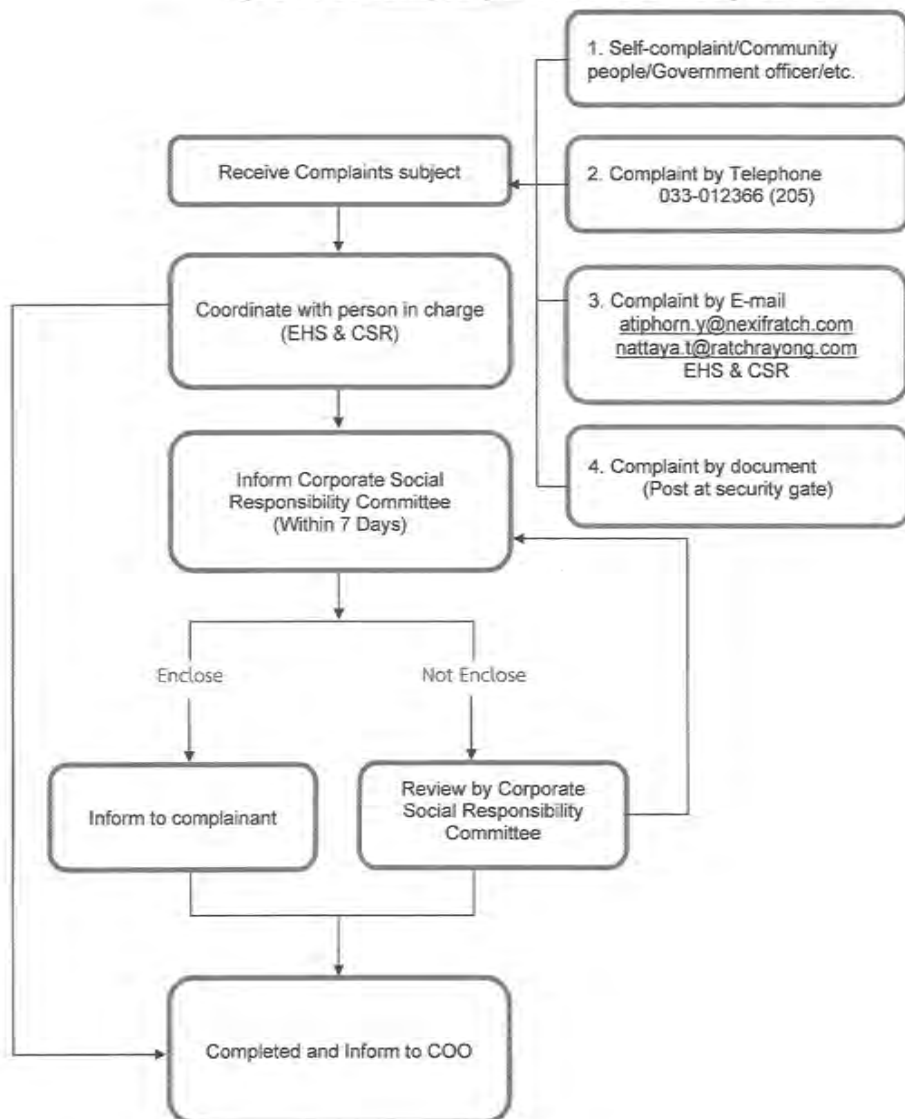 1. Self-complaint/Community
people/Government officer/etc.
Receive Complaints subject
2. Complaint by Telephone
033-012366 (205)
Coordinate with person in charge
(EHS & CSR)
3. Complaint by E-mail
atiphorn.y@nexifratch.com
nattaya.t@ratchrayong.com
EHS & CSR
Inform Corporate Social
Responsibility Committee
(Within 7 Days)
4. Complaint by document
(Post at security gate)
Enclose
Not Enclose
Inform to complainant
Review by Corporate
Social Responsibility
Committee
Completed and Inform to COO